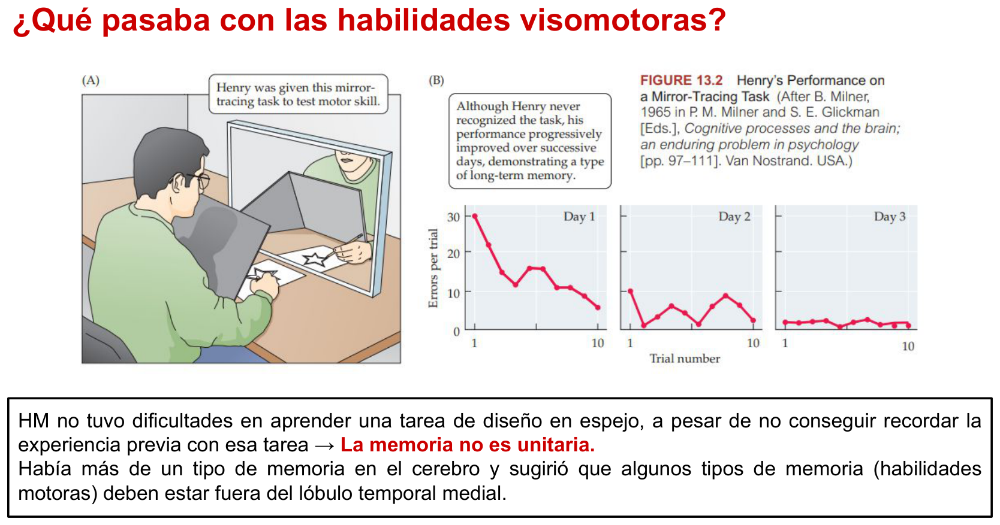 ¿Qué pasaba con las habilidades visomotoras?
(A)
Henry was given this mirror-
tracing task to test motor skill.
(B)
Although Henry never
recognized the task, his
performance progressively
improved over successive
days, demonstrating a type
of long-term memory.
FIGURE 13.2 Henry's Performance on
a Mirror-Tracing Task (After B. Milner,
1965 in P. M. Milner and S. E. Glickman
[Eds.], Cognitive processes and the brain;
an enduring problem in psychology
[pp. 97–111]. Van Nostrand. USA.)
Errors per trial
30
20
10
0
Day 1
Day 2
Day 3
1 10
1 10
1 10
Trial number
HM no tuvo dificultades en aprender una tarea de diseño en espejo, a pesar de no conseguir recordar la
experiencia previa con esa tarea → La memoria no es unitaria.
Había más de un tipo de memoria en el cerebro y sugirió que algunos tipos de memoria (habilidades
motoras) deben estar fuera del lóbulo temporal medial.